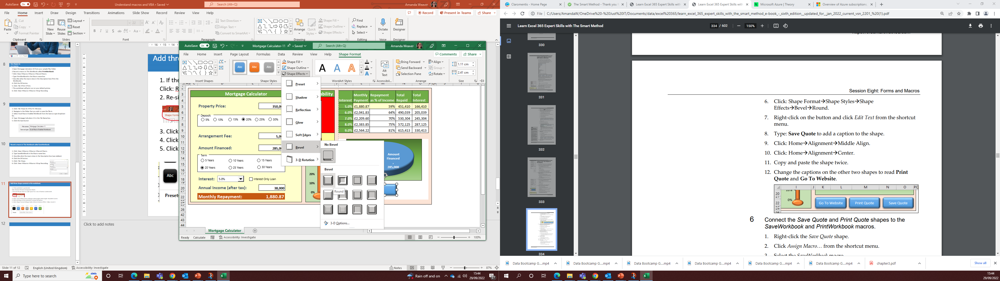 AutoSave On
Understand macros and VBA • Saved
Search (Alt+Q)
Amanda Weaver
File Home Insert Draw Design Transitions Animations Slide Show Record Review View Help
Record Present in Teams Share
Paste
Cut
Copy
Format Painter
Clipboard
New Slide
Reuse Slides
Layout
Reset
Section
Slides
22
Font
Text Direction
Align Text
Convert to SmartArt
Paragraph
Arrange
Quick Styles
Shape Fill
Shape Outline
Shape Effects
Drawing
Find
Replace
Select
Editing
Dictate
Voice
Designer
Designer
8
9
10
11
12
Add thr
1. If the
Click: R
2. Re-si
3. Click
4. Click
5. Click
Abc
Presets
Click to add notes
Slide 11 of 12 English (United Kingdom) Accessibility: Investigate
Notes 87%
AutoSave On
Mortgage Calculator-11 • Saved
Search (Alt+Q)
Amanda Weaver
File Home Insert Page Layout Formulas Data Review View Help Shape Format
Comments Share
Insert Shapes
Abc Abc Abc
Shape Fill
Shape Outline
Shape Effects
Shape Styles
WordArt Styles
Alt Text
Accessibil...
Bring Forward
Send Backward
Selection Pane
Align
Group
Rotate
Arrange
1.11 cm
2.41 cm
Size
Preset
Shadow
Reflection
Glow
Soft Edges
Bevel
3-D Rotation
No Bevel
Bevel
Round
3-D Options...
Mortgage Calculator
Property Price: 350,0
Deposit:
5% 10% 15% 20% 25% 30%
Arrangement Fee: 5,0
Amount Financed: 285,0
Term
5 Years 10 Years 15 Years
20 Years 25 Years 30 Years
Interest: 5.0% Interest Only Loan
Annual Income (after tax): 38,000
Monthly Repayment: 1,880.87
ability
20%
10%
0%
Interest Monthly Payment Repayment as % of Income Total Repaid Total Interest
5.0% £1,880.87 59% 451,410 166,410
6.0% £2,041.83 64% 490,039 205,039
7.0% £2,209.60 70% 530,304 245,304
8.0% £2,383.85 75% 572,125 287,125
9.0% £2,564.22 81% 615,413 330,413
Amount
Financed
,
285,000
Mortgage Calculator
Ready Calculate Accessibility: Investigate 100%
Type here to search
Rain off and on
15:44
29/09/2022
27
Claromentis - Home Page
The Smart Method - Thank you f
Learn Excel 365 Expert Skills with
Learn Excel 365 Expert Skills with
Microsoft Azure | Theory
Overview of Azure subscriptions,
File C:/Users/AmandaW/OneDrive%20-%20Just%20IT/Documents/data/excel%20365/learn_excel_365_expert_skills_with_the_smart_method_e-book_-_sixth_edition__updated_for__jan_2022_current_vsn_2201_%20(1).pdf
Learn Excel 365 Expert Skills with The Smart Method
334 / 602
150%
330
331
332
333
334
Session Eight: Forms and Macros
6. Click: Shape Format→Shape Styles→Shape
Effects→Bevel→Round.
7. Right-click on the button and click Edit Text from the shortcut
menu.
8. Type: Save Quote to add a caption to the shape.
9. Click: Home→Alignment→Middle Align.
10. Click: Home→Alignment→Center.
11. Copy and paste the shape twice.
12. Change the captions on the other two shapes to read Print
Quote and Go To Website.
I J K L M N O
20
22
0%
Go To Website Print Quote Save Quote
6 Connect the Save Quote and Print Quote shapes to the
SaveWorkbook and PrintWorkbook macros.
1. Right-click the Save Quote shape.
2. Click Assign Macro… from the shortcut menu.
3. Select the SaveWorkbook macro
Data Bootcamp G....mp4
Data Bootcamp G....mp4
Data Bootcamp G....mp4
Data Bootcamp G....mp4
Data Bootcamp G....mp4
Data Bootcamp G....mp4
chapter3.pdf
Show all
15:44
29/09/2022